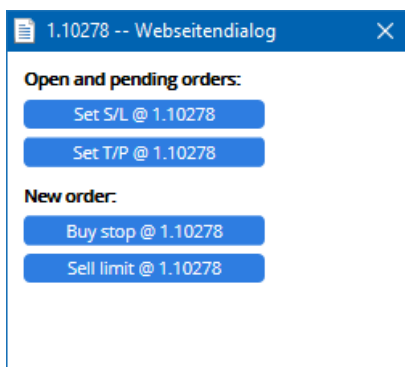 1.10278 -- Webseitendialog
Open and pending orders:
Set S/L @ 1.10278
Set T/P @ 1.10278
New order:
Buy stop @ 1.10278
Sell limit @ 1.10278